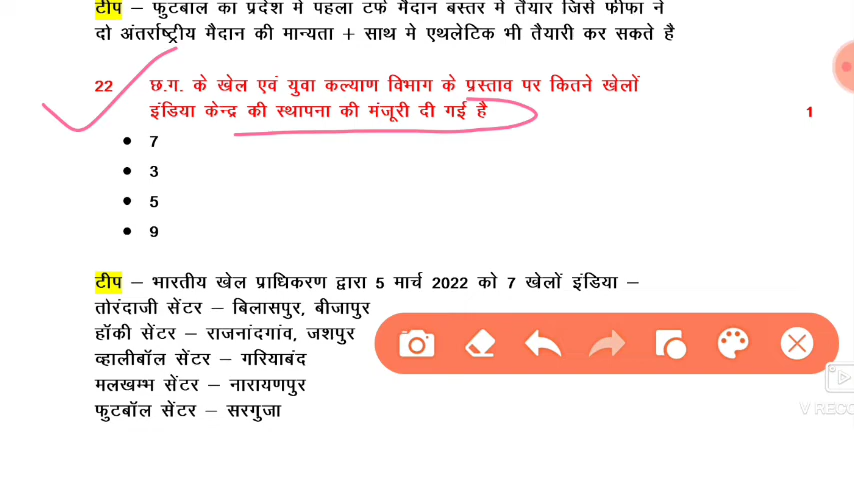 टीप – फुटबाल का प्रदेश मे पहला टर्फ मैदान बस्तर मे तैयार जिसे फीफा ने
दो अंतर्राष्ट्रीय मैदान की मान्यता + साथ मे एथलेटिक भी तैयारी कर सकते है
22 छ.ग. के खेल एवं युवा कल्याण विभाग के प्रस्ताव पर कितने खेलों
इंडिया केन्द्र की स्थापना की मंजूरी दी गई है 1
• 7
• 3
• 5
• 9
टीप – भारतीय खेल प्राधिकरण द्वारा 5 मार्च 2022 को 7 खेलों इंडिया –
तोरंदाजी सेंटर – बिलासपुर, बीजापुर
हॉकी सेंटर – राजनांदगांव, जशपुर
व्हालीबॉल सेंटर – गरियाबंद
मलखम्भ सेंटर – नारायणपुर
फुटबॉल सेंटर – सरगुजा
V RECO